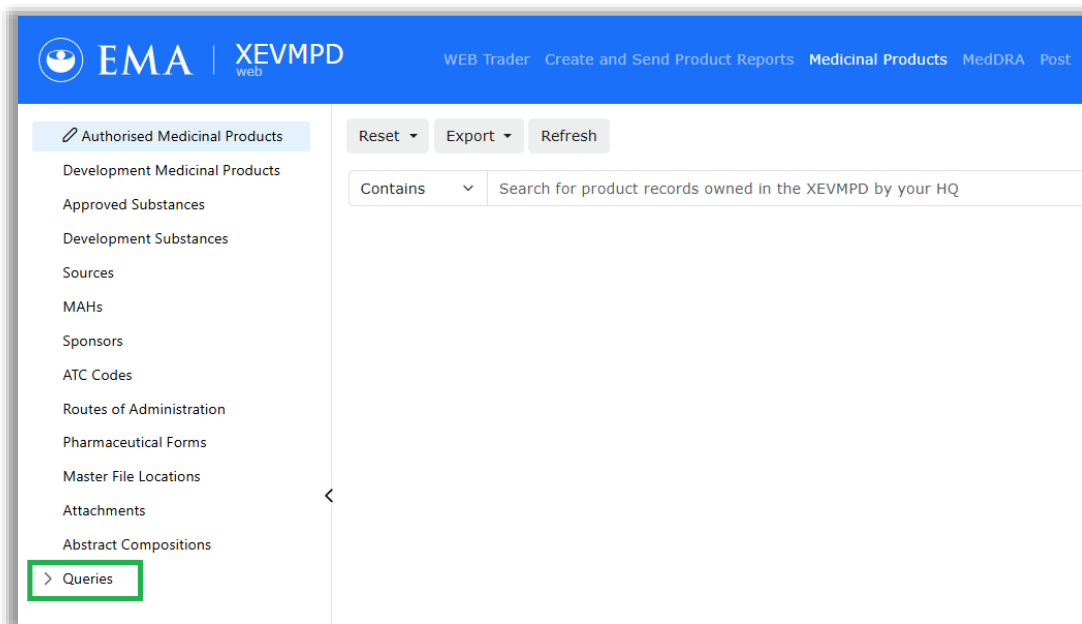 EMA | XEVMPD
web
WEB Trader Create and Send Product Reports Medicinal Products MedDRA Post
Authorised Medicinal Products
Development Medicinal Products
Approved Substances
Development Substances
Sources
MAHs
Sponsors
ATC Codes
Routes of Administration
Pharmaceutical Forms
Master File Locations
Attachments
Abstract Compositions
Queries
Reset Export Refresh
Contains Search for product records owned in the XEVMPD by your HQ